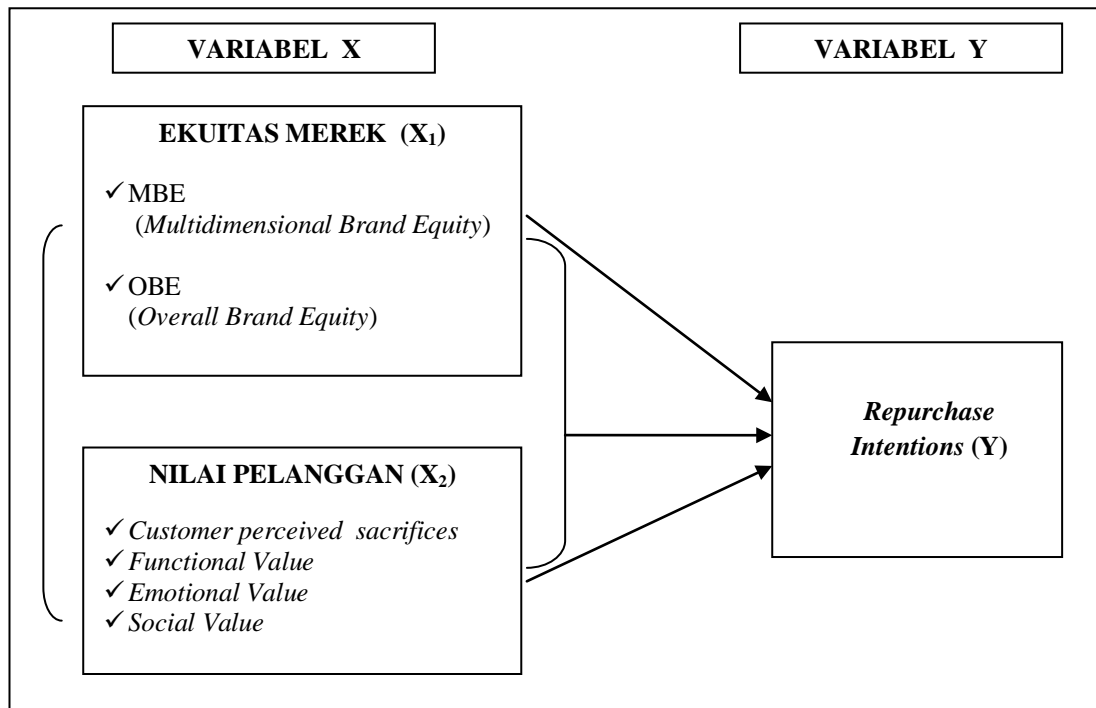 VARIABEL X
VARIABEL Y
EKUITAS MEREK (X₁)
✓ MBE
(Multidimensional Brand Equity)
✓ OBE
(Overall Brand Equity)
NILAI PELANGGAN (X₂)
✓ Customer perceived sacrifices
✓ Functional Value
✓ Emotional Value
✓ Social Value
Repurchase
Intentions (Y)